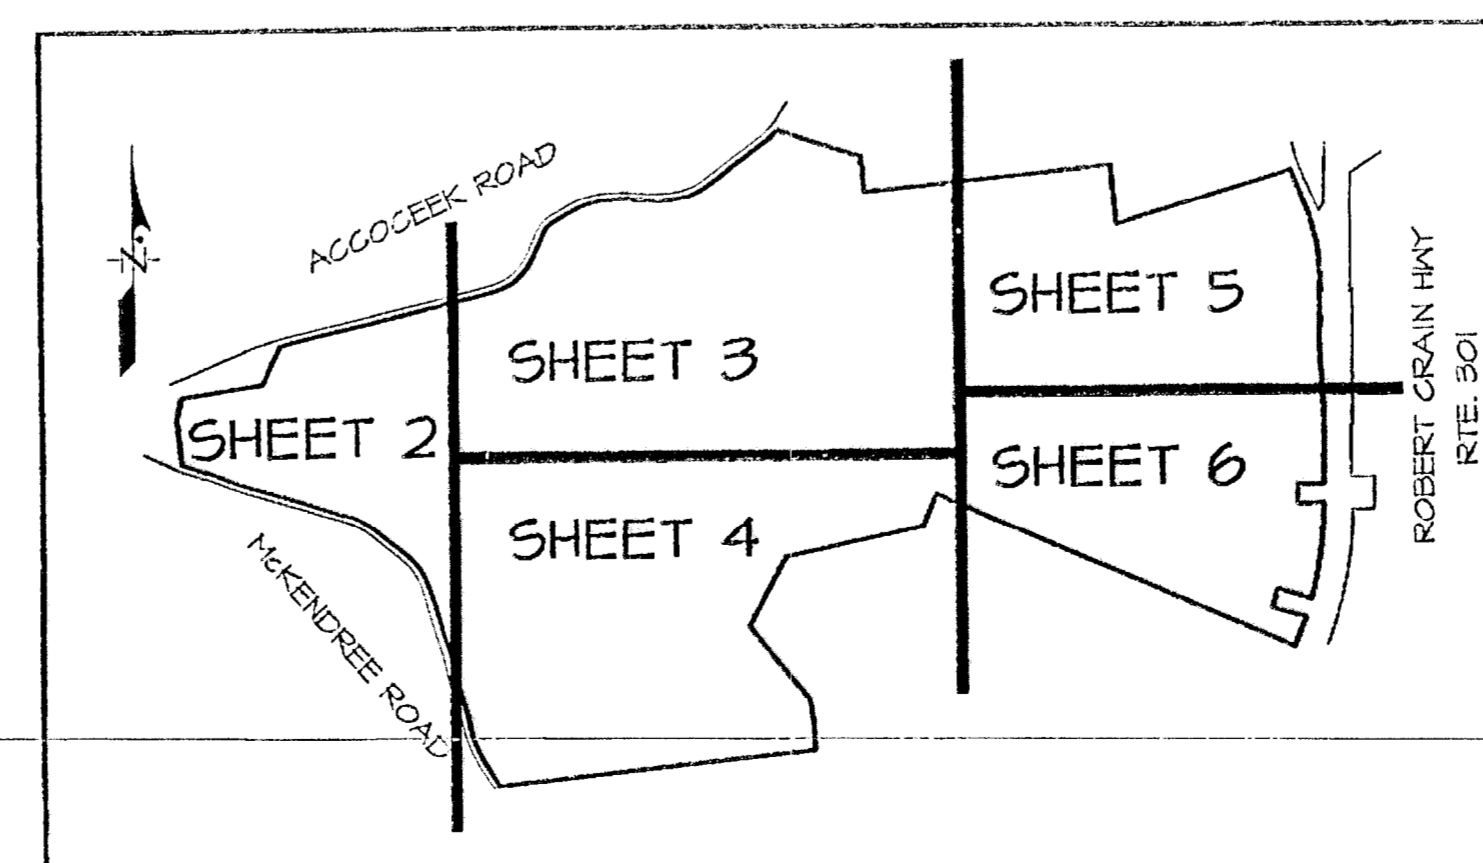 ACCOCEEK ROAD
N
SHEET 5
SHEET 3
SHEET 2
SHEET 6
SHEET 4
McKENDREE ROAD
ROBERT CRAIN HWY
RTE. 301